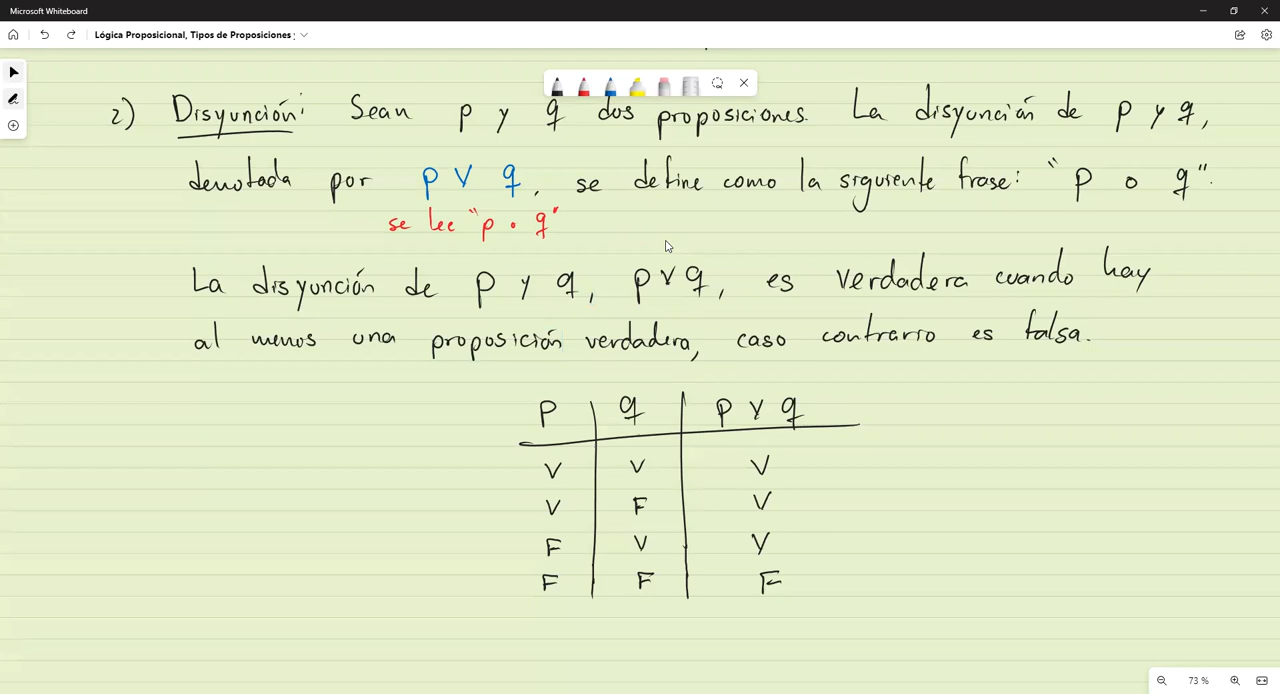 Microsoft Whiteboard
Lógica Proposicional, Tipos de Proposiciones
2) Disyunción: Sean p y q dos proposiciones. La disyunción de p y q,
denotada por p ∨ q, se define como la siguiente frase: "p o q".
se lee "p o q"
La disyunción de p y q, p ∨ q, es verdadera cuando hay
al menos una proposición verdadera, caso contrario es falsa.
p q p ∨ q
V V V
V F V
F V V
F F F
73 %